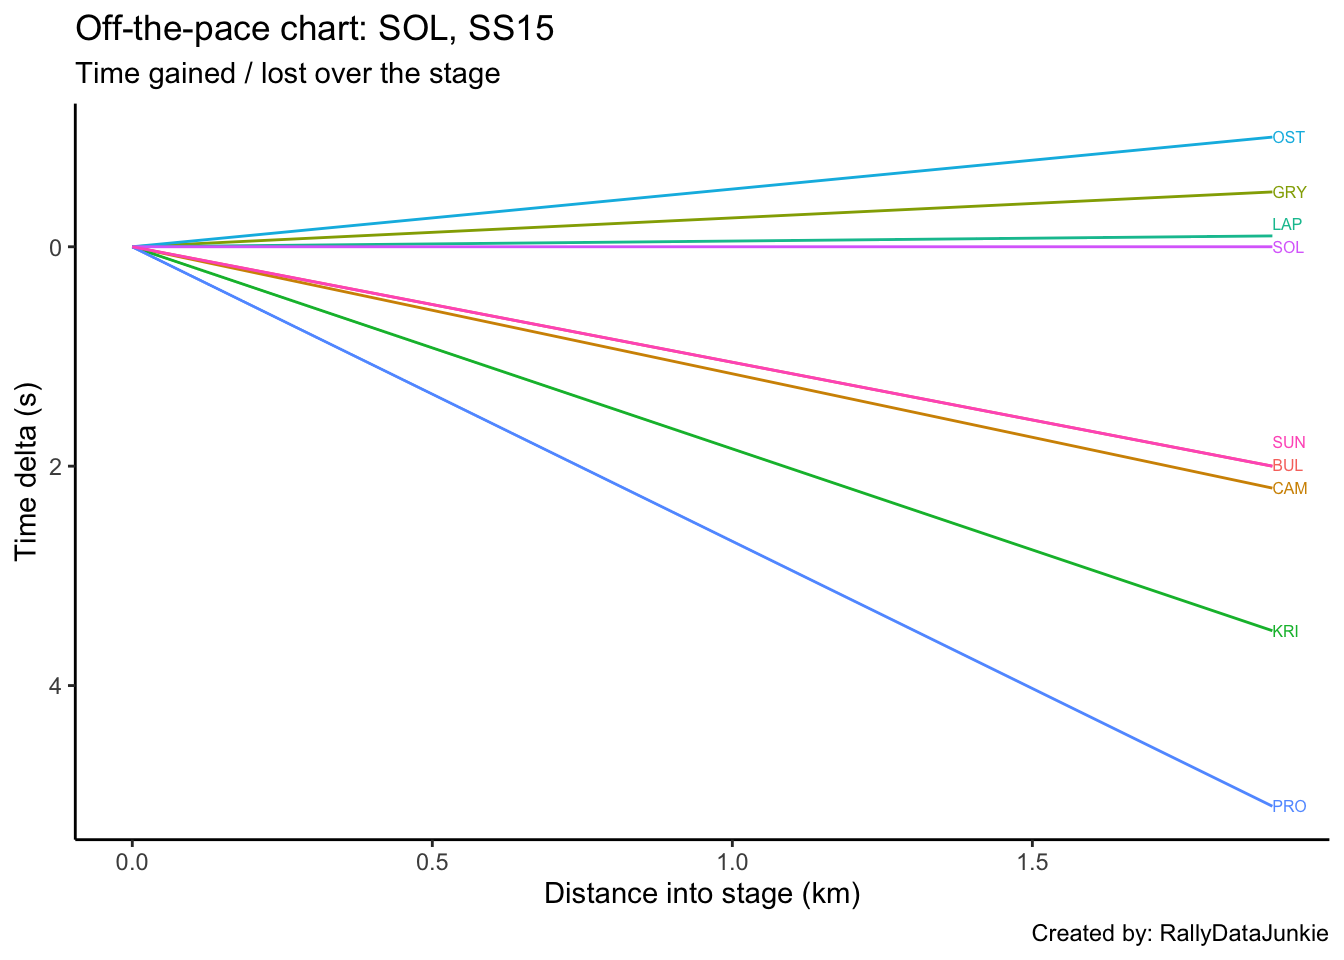 Off-the-pace chart: SOL, SS15
Time gained / lost over the stage
OST
GRY
LAP
SOL
SUN
BUL
CAM
KRI
PRO
0
2
4
Time delta (s)
0.0 0.5 1.0 1.5
Distance into stage (km)
Created by: RallyDataJunkie